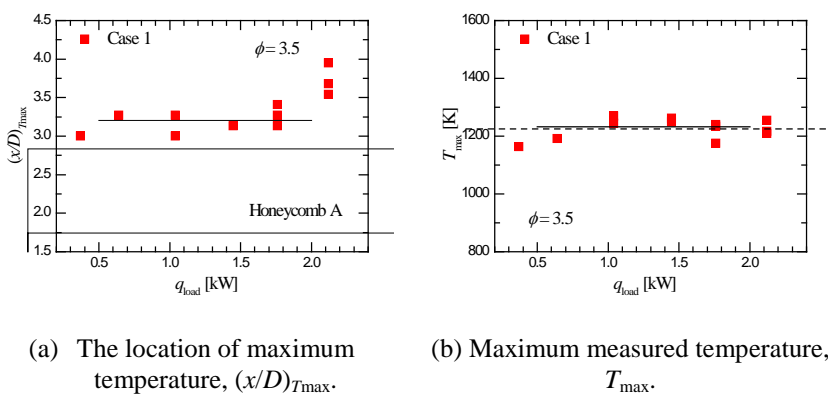 4.5
4.0
3.5
3.0
2.5
2.0
1.5
(x/D)Tmax
Case 1
ϕ = 3.5
Honeycomb A
0.5 1.0 1.5 2.0
qload [kW]
1600
1400
1200
1000
800
Tmax [K]
Case 1
ϕ = 3.5
0.5 1.0 1.5 2.0
qload [kW]
(a) The location of maximum
temperature, (x/D)Tmax.
(b) Maximum measured temperature,
Tmax.